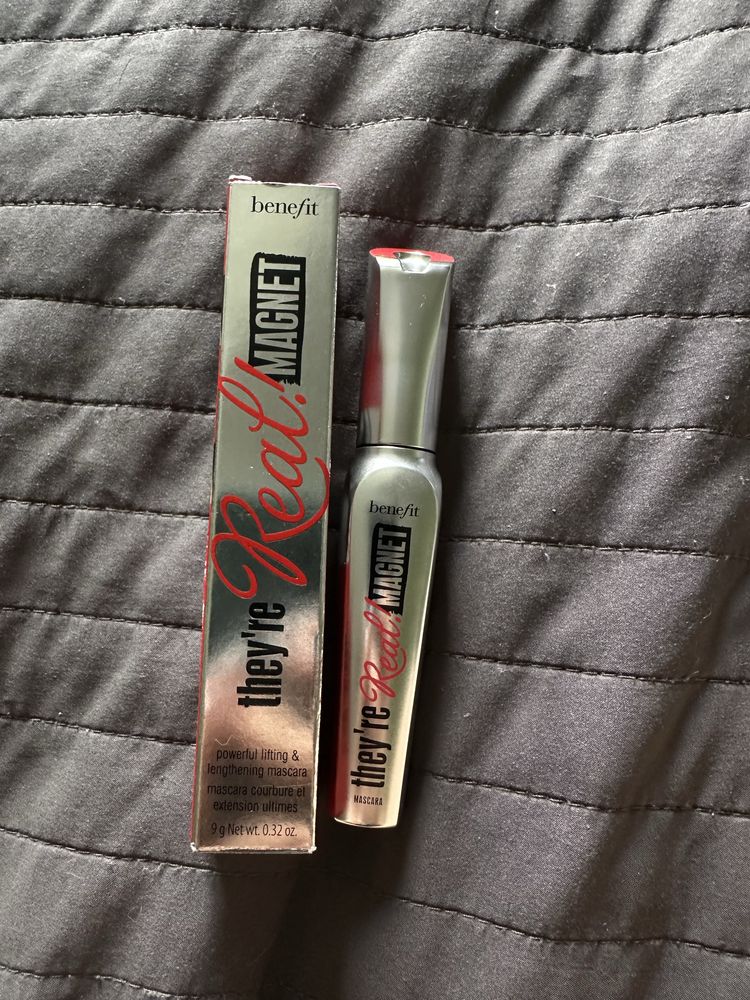 benefit
they're Real! MAGNET
powerful lifting &
lengthening mascara
mascara courbure et
extension ultimes
9 g Net wt. 0.32 oz.
benefit
they're Real! MAGNET
MASCARA